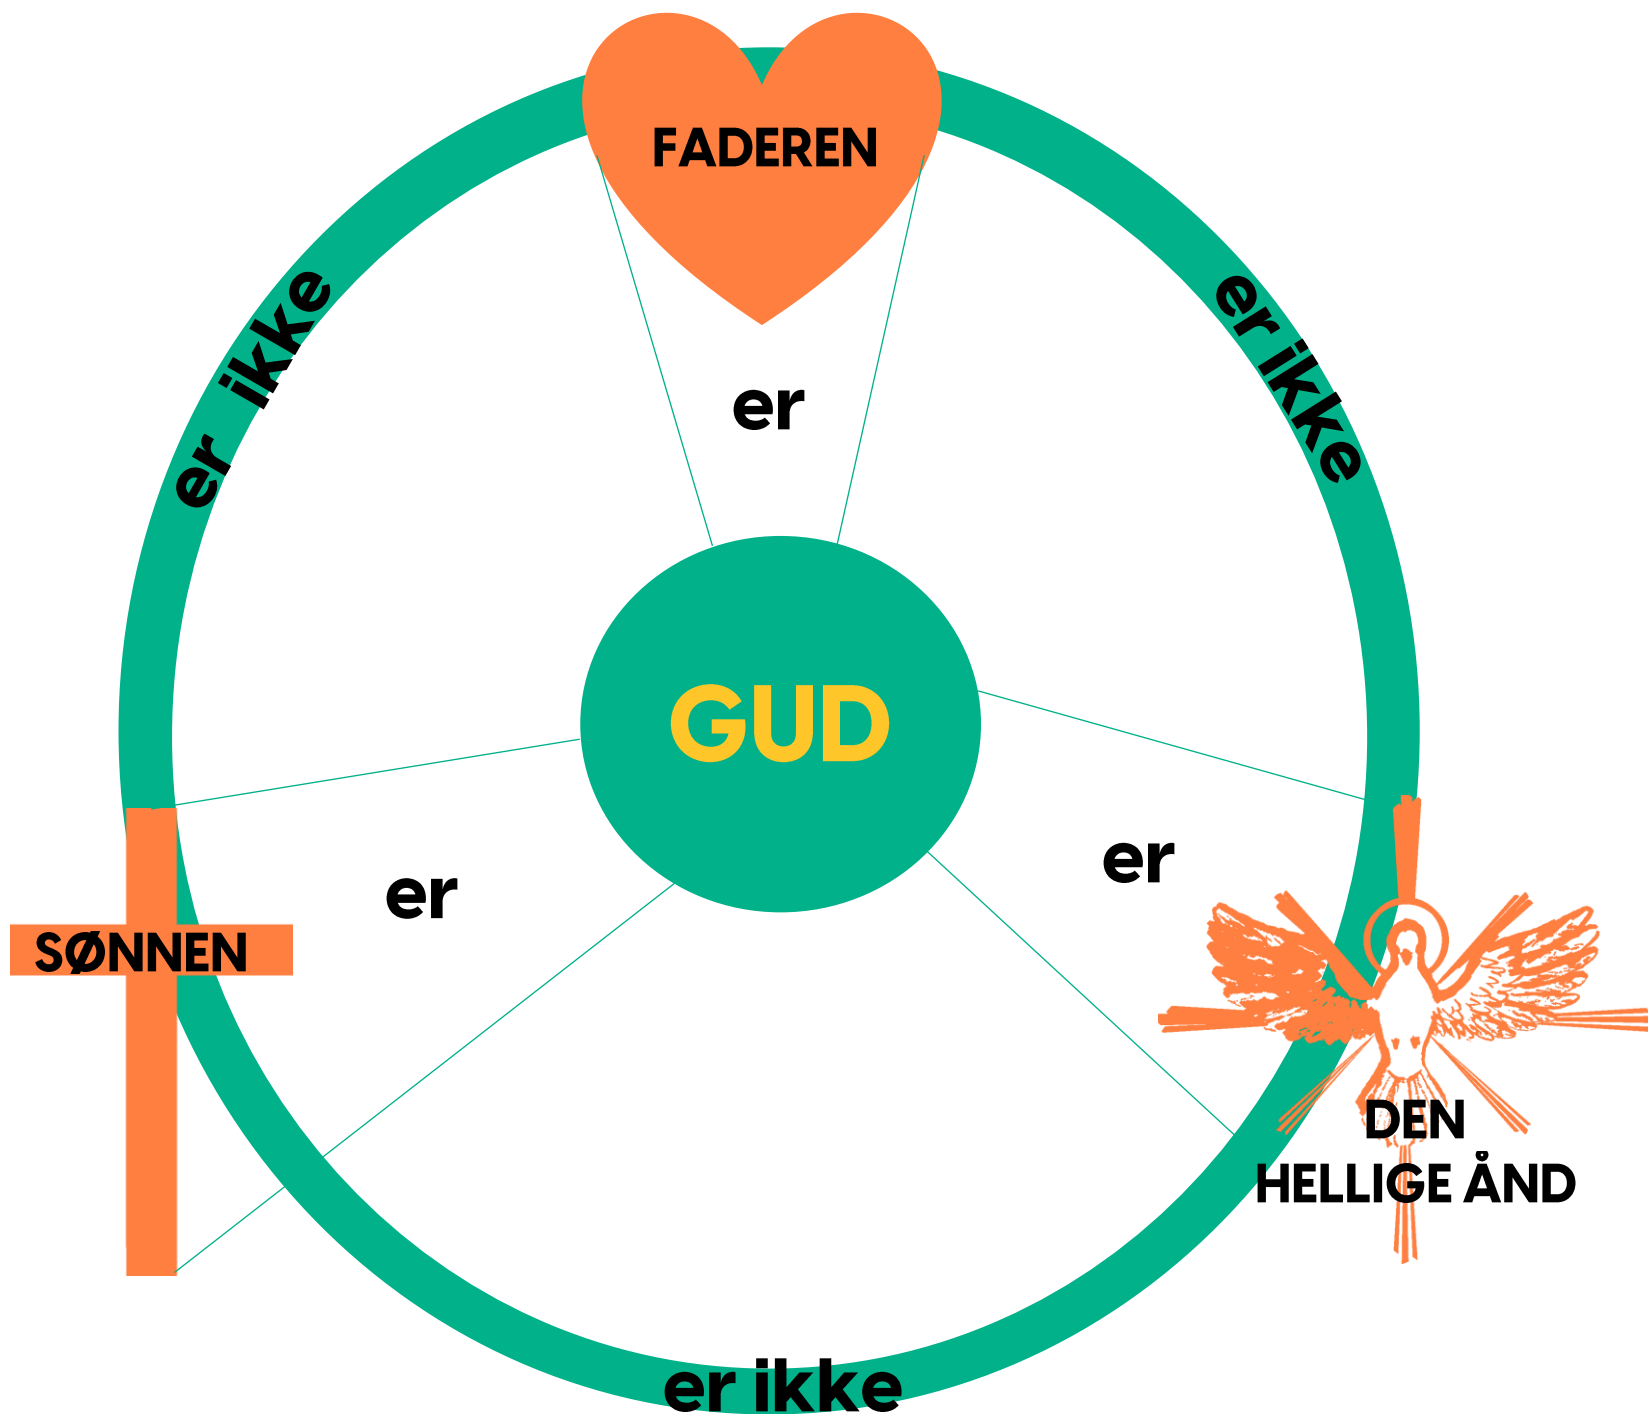 FADEREN
er ikke
er ikke
er
GUD
er
er
SØNNEN
DEN
HELLIGE ÅND
er ikke